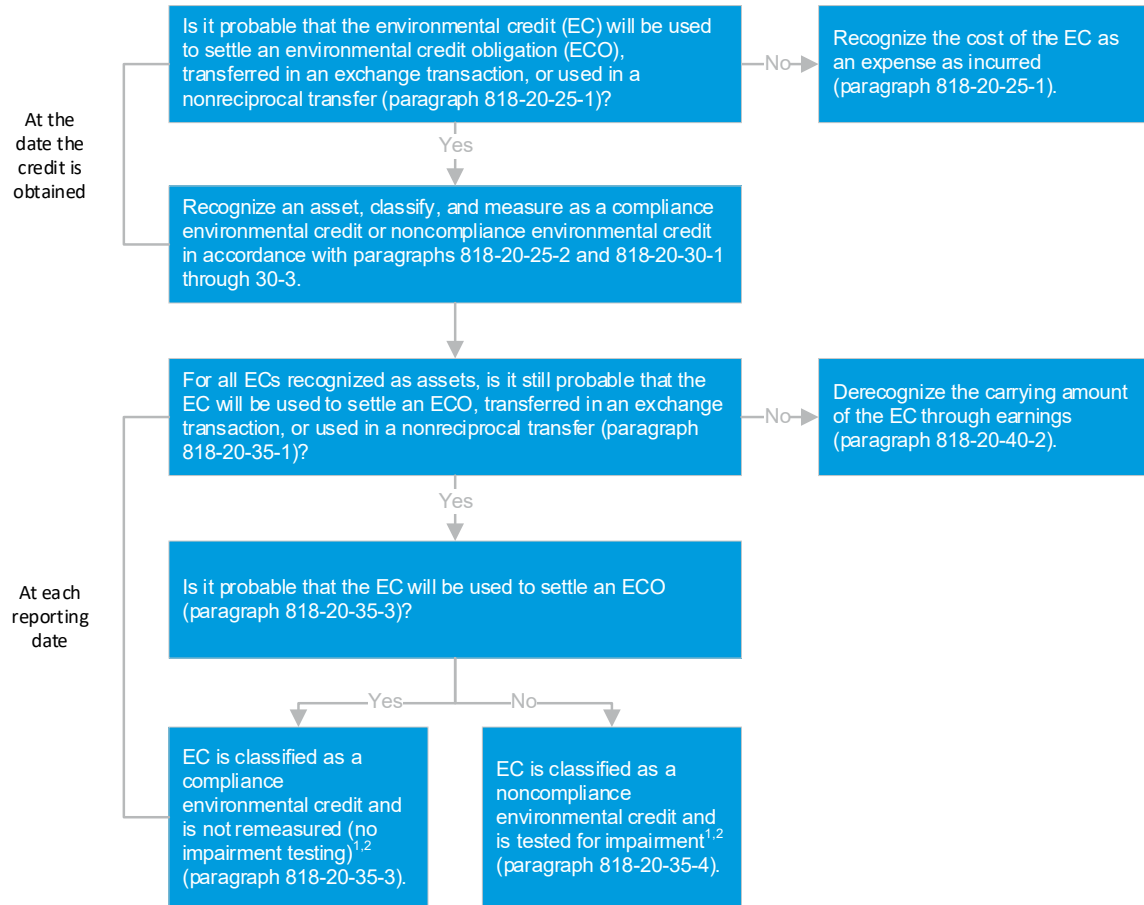 Is it probable that the environmental credit (EC) will be used
to settle an environmental credit obligation (ECO),
transferred in an exchange transaction, or used in a
nonreciprocal transfer (paragraph 818-20-25-1)?
No
Recognize the cost of the EC as
an expense as incurred
(paragraph 818-20-25-1).
At the
date the
credit is
obtained
Yes
Recognize an asset, classify, and measure as a compliance
environmental credit or noncompliance environmental credit
in accordance with paragraphs 818-20-25-2 and 818-20-30-1
through 30-3.
For all ECs recognized as assets, is it still probable that the
EC will be used to settle an ECO, transferred in an exchange
transaction, or used in a nonreciprocal transfer (paragraph
818-20-35-1)?
No
Derecognize the carrying amount
of the EC through earnings
(paragraph 818-20-40-2).
Yes
At each
reporting
date
Is it probable that the EC will be used to settle an ECO
(paragraph 818-20-35-3)?
Yes
No
EC is classified as a
compliance
environmental credit and
is not remeasured (no
impairment testing)1,2
(paragraph 818-20-35-3).
EC is classified as a
noncompliance
environmental credit and
is tested for impairment1,2
(paragraph 818-20-35-4).